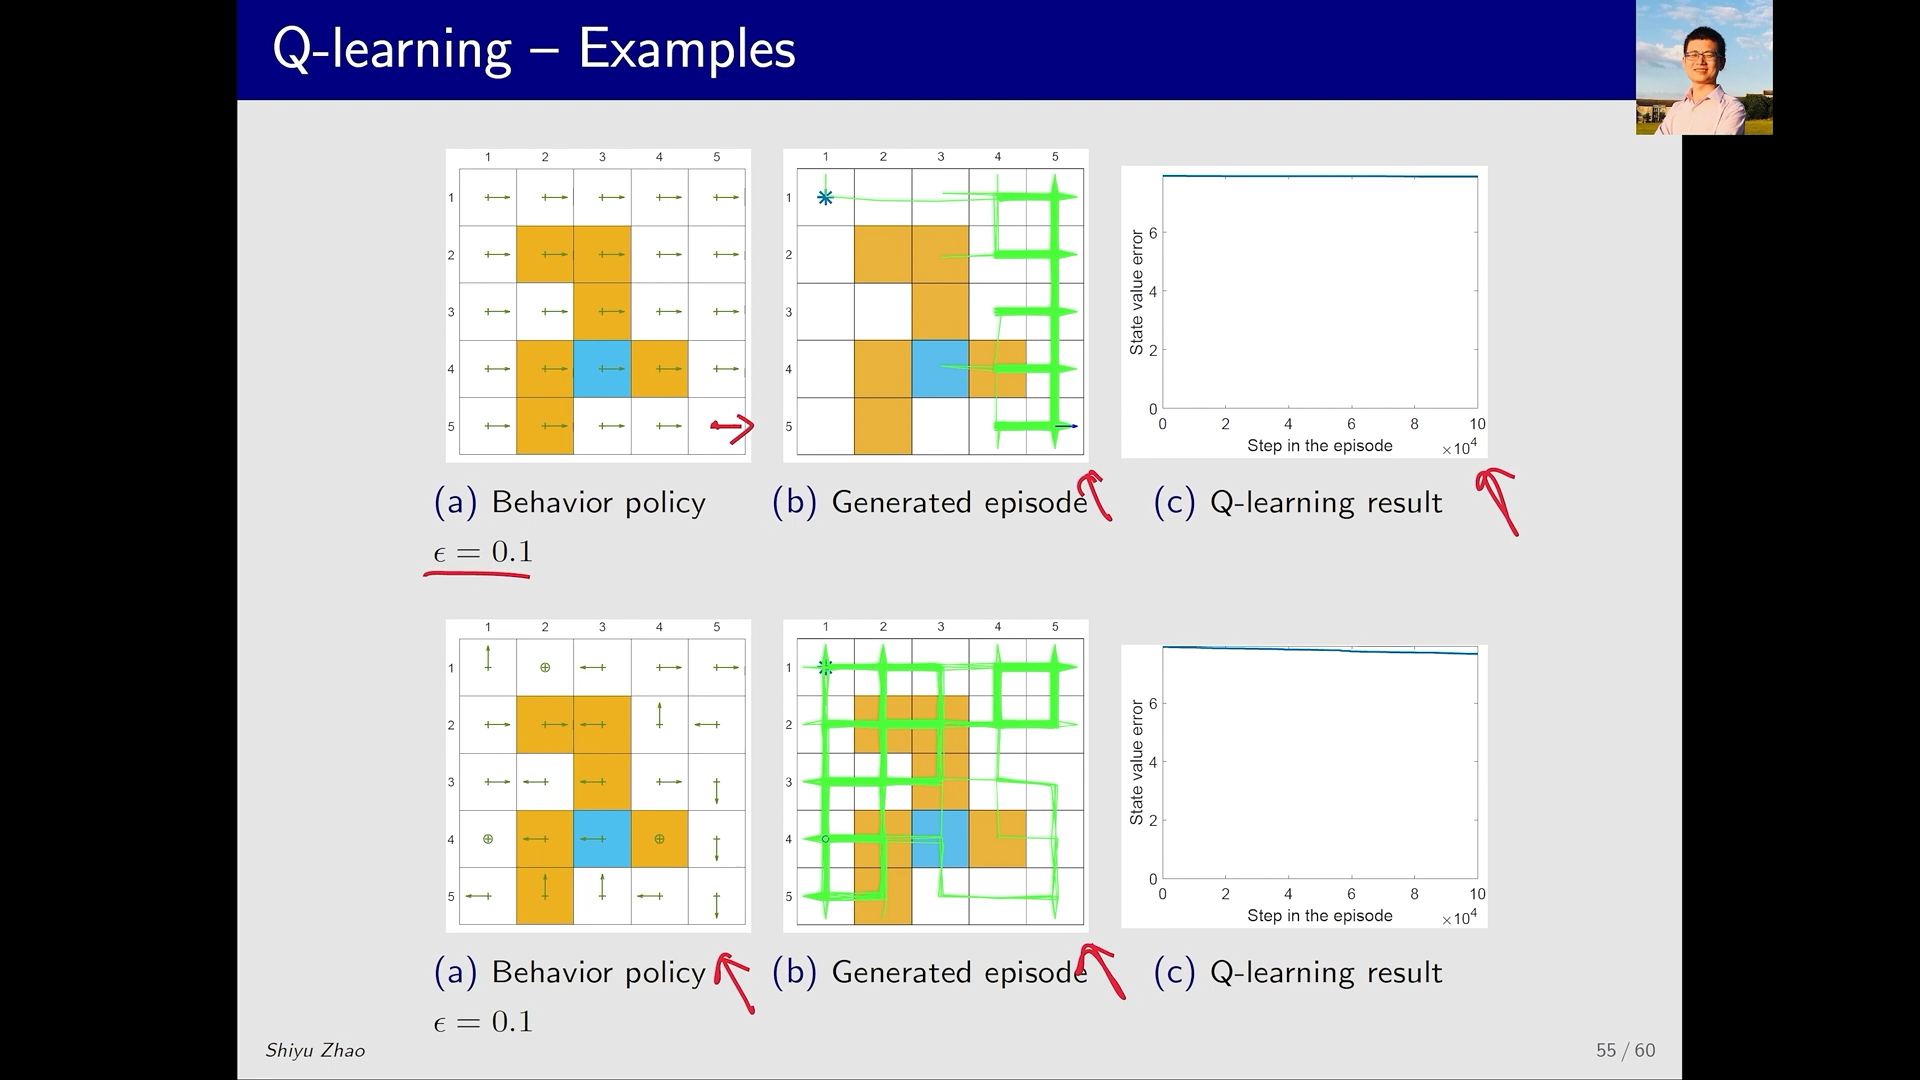 Q-learning – Examples
1 2 3 4 5
1
2
3
4
5
1 2 3 4 5
1
2
3
4
5
State value error
6
4
2
0
0 2 4 6 8 10
Step in the episode ×10⁴
(a) Behavior policy
(b) Generated episode
(c) Q-learning result
ϵ = 0.1
1 2 3 4 5
1
2
3
4
5
1 2 3 4 5
1
2
3
4
5
State value error
6
4
2
0
0 2 4 6 8 10
Step in the episode ×10⁴
(a) Behavior policy
(b) Generated episode
(c) Q-learning result
ϵ = 0.1
Shiyu Zhao
55 / 60